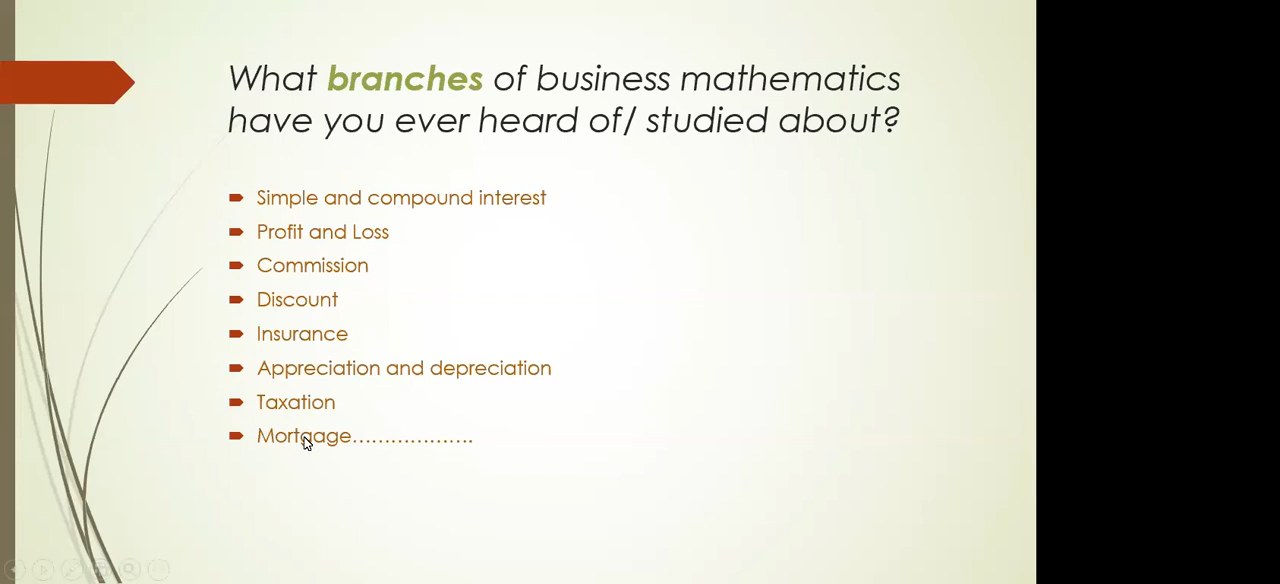 What branches of business mathematics
have you ever heard of/ studied about?
Simple and compound interest
Profit and Loss
Commission
Discount
Insurance
Appreciation and depreciation
Taxation
Mortgage……………….